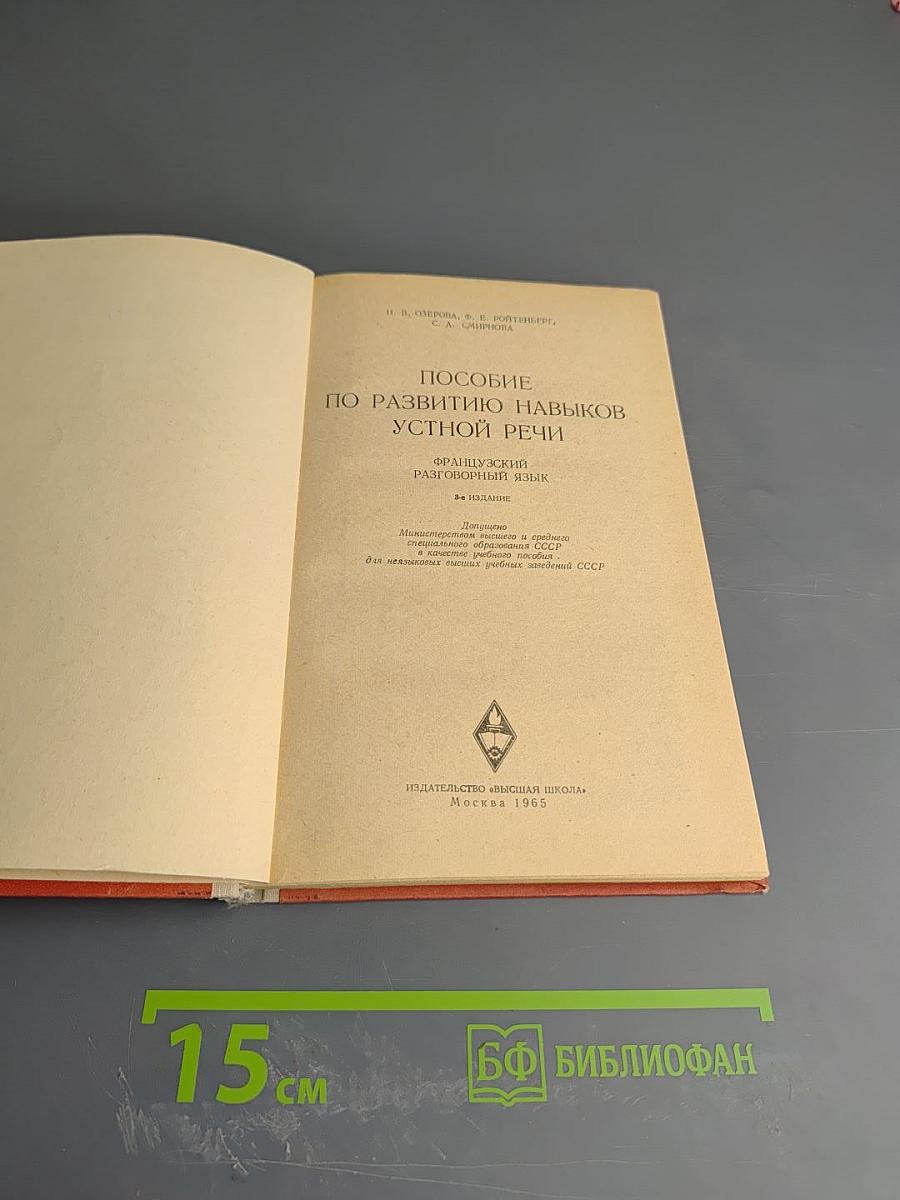 Н. В. ОЗЕРОВА, Ф. Е. РОЙТЕНБЕРГ,
С. А. СМИРНОВА
ПОСОБИЕ
ПО РАЗВИТИЮ НАВЫКОВ
УСТНОЙ РЕЧИ
ФРАНЦУЗСКИЙ
РАЗГОВОРНЫЙ ЯЗЫК
3-е ИЗДАНИЕ
Допущено
Министерством высшего и среднего
специального образования СССР
в качестве учебного пособия
для неязыковых высших учебных заведений СССР
ИЗДАТЕЛЬСТВО «ВЫСШАЯ ШКОЛА»
Москва 1965
15 см
БФ БИБЛИОФАН